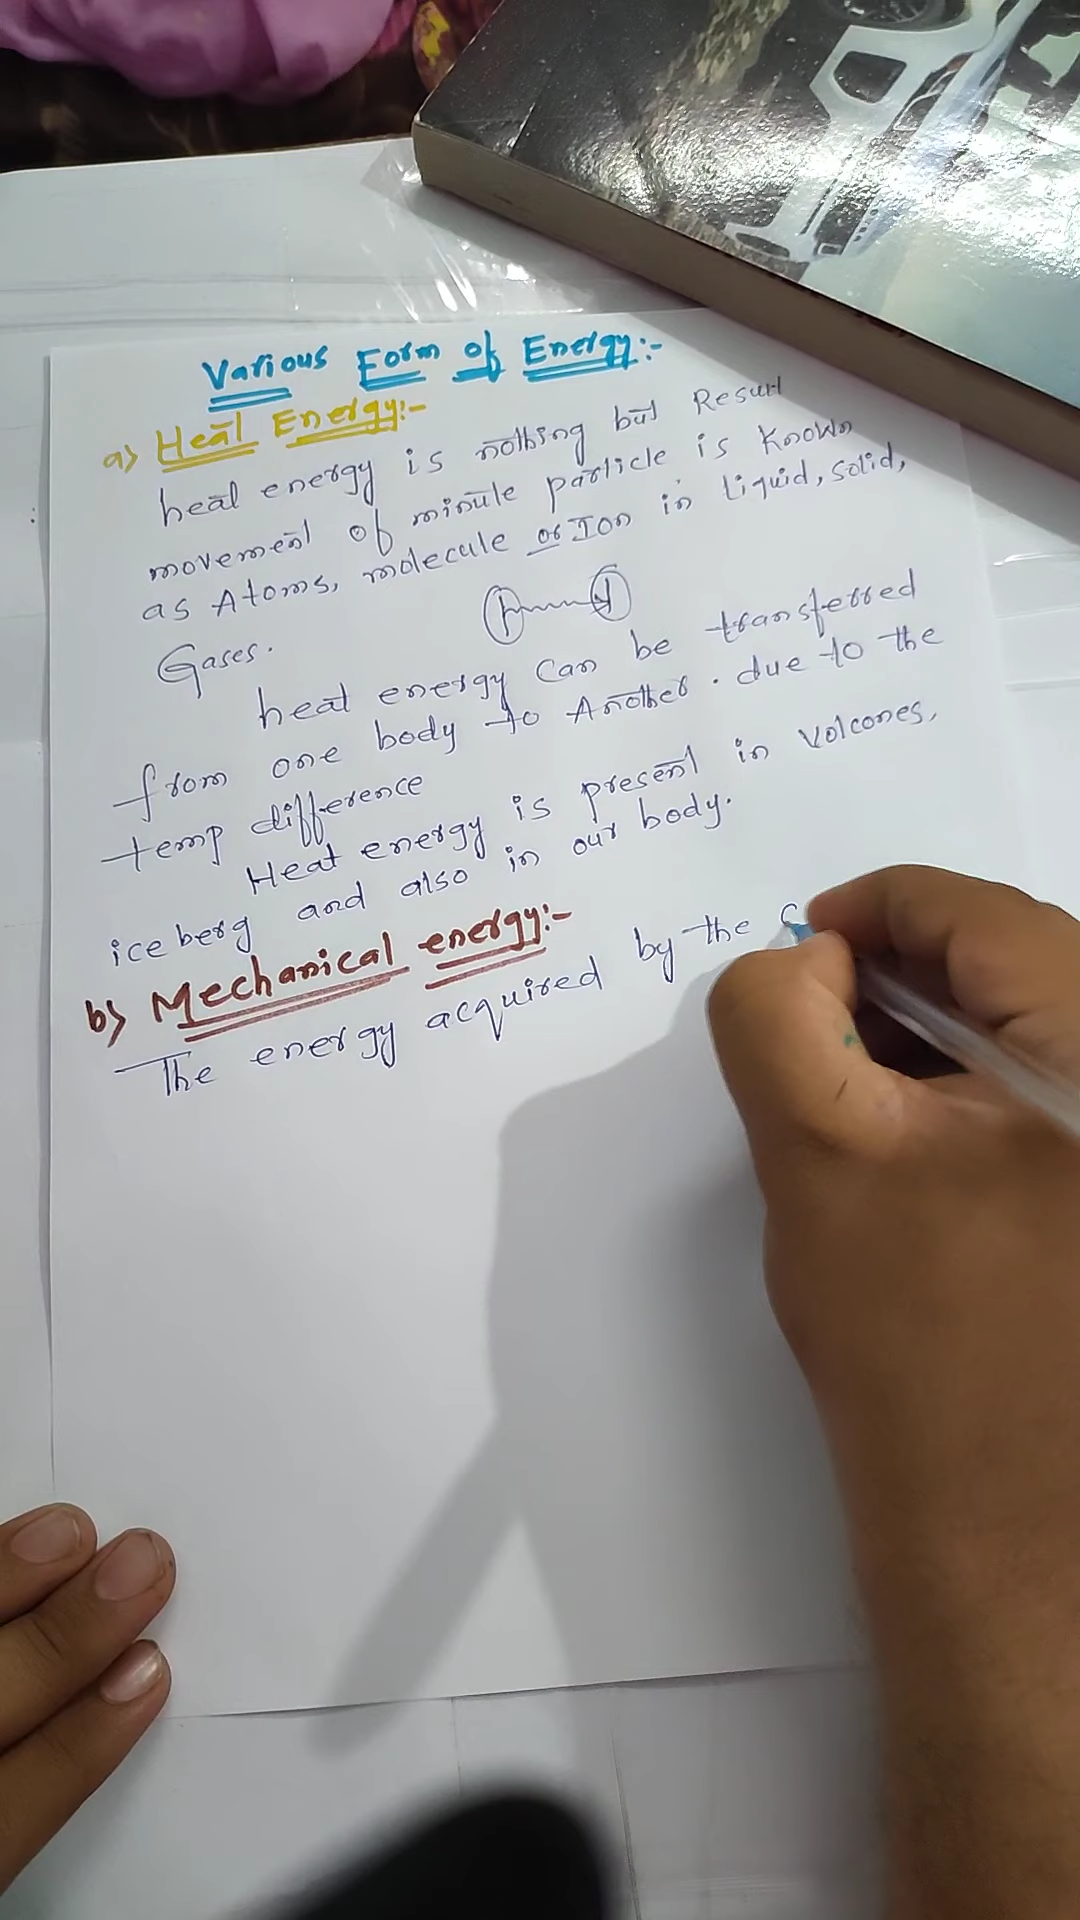 Various Form of Energy:-
a) Heat Energy:-
heat energy is nothing but Result
movement of minute particle is known
as Atoms, molecule or Ion in liquid, solid,
Gases.
heat energy can be transferred
from one body to Another . due to the
temp difference
Heat energy is present in volcones,
ice berg and also in our body.
b) Mechanical energy:-
The energy acquired by the